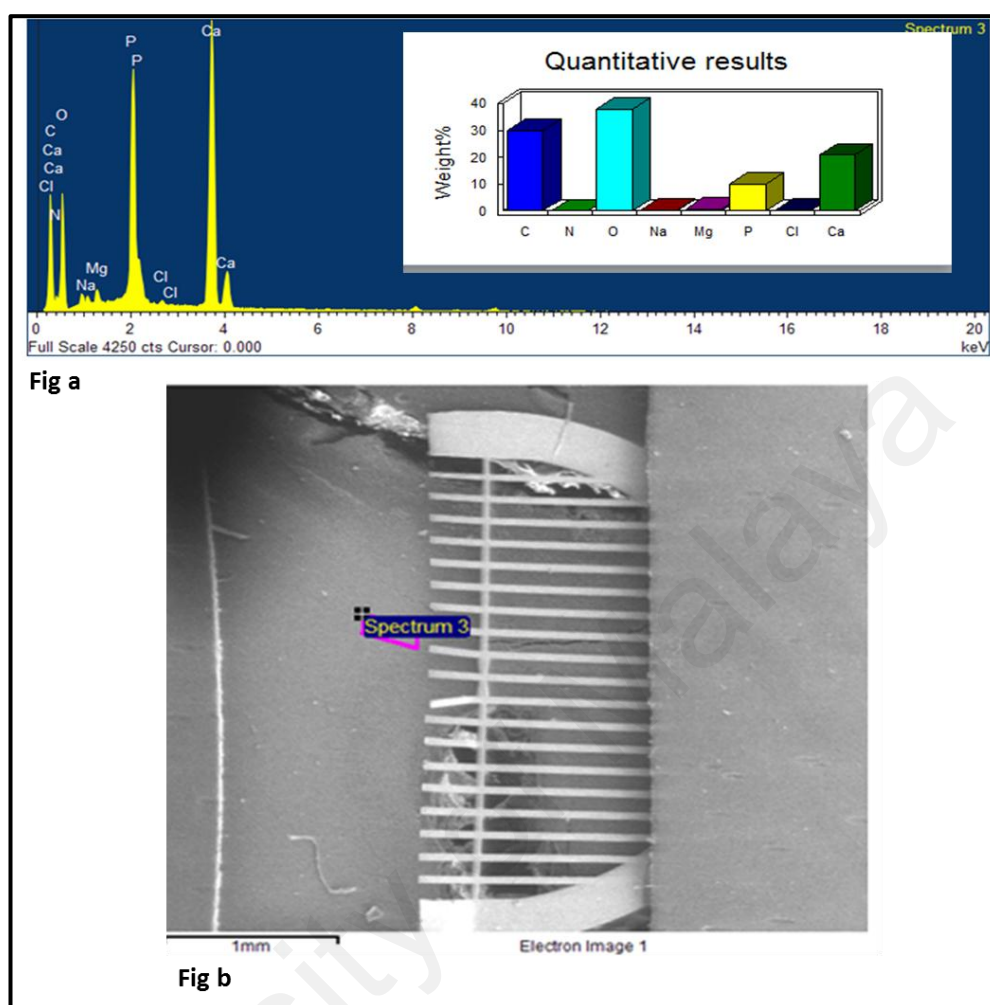 Spectrum 3
P
P
Ca
Quantitative results
Weight%
40
30
20
10
0
C N O Na Mg P Cl Ca
O
C
Ca
Ca
Cl
N
Na
Mg
Cl
Cl
Ca
0 2 4 6 8 10 12 14 16 18 20
Full Scale 4250 cts Cursor: 0.000 keV
Fig a
Spectrum 3
1mm Electron Image 1
Fig b